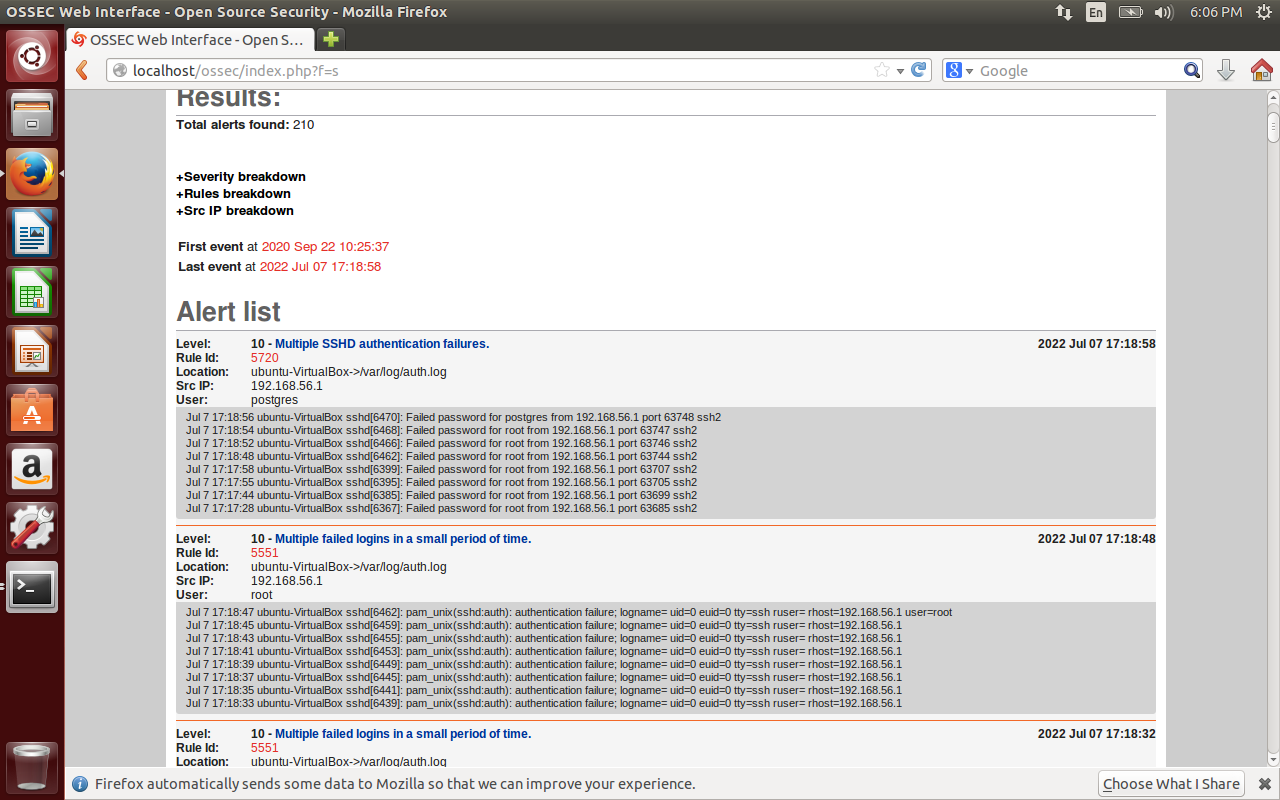 OSSEC Web Interface - Open Source Security - Mozilla Firefox
En
6:06 PM
OSSEC Web Interface - Open S...
localhost/ossec/index.php?f=s
Google
Results:
Total alerts found: 210
+Severity breakdown
+Rules breakdown
+Src IP breakdown
First event at 2020 Sep 22 10:25:37
Last event at 2022 Jul 07 17:18:58
Alert list
Level: 10 - Multiple SSHD authentication failures. 2022 Jul 07 17:18:58
Rule Id: 5720
Location: ubuntu-VirtualBox->/var/log/auth.log
Src IP: 192.168.56.1
User: postgres
Jul 7 17:18:56 ubuntu-VirtualBox sshd[6470]: Failed password for postgres from 192.168.56.1 port 63748 ssh2
Jul 7 17:18:54 ubuntu-VirtualBox sshd[6468]: Failed password for root from 192.168.56.1 port 63747 ssh2
Jul 7 17:18:52 ubuntu-VirtualBox sshd[6466]: Failed password for root from 192.168.56.1 port 63746 ssh2
Jul 7 17:18:48 ubuntu-VirtualBox sshd[6462]: Failed password for root from 192.168.56.1 port 63744 ssh2
Jul 7 17:17:58 ubuntu-VirtualBox sshd[6399]: Failed password for root from 192.168.56.1 port 63707 ssh2
Jul 7 17:17:55 ubuntu-VirtualBox sshd[6395]: Failed password for root from 192.168.56.1 port 63705 ssh2
Jul 7 17:17:44 ubuntu-VirtualBox sshd[6385]: Failed password for root from 192.168.56.1 port 63699 ssh2
Jul 7 17:17:28 ubuntu-VirtualBox sshd[6367]: Failed password for root from 192.168.56.1 port 63685 ssh2
Level: 10 - Multiple failed logins in a small period of time. 2022 Jul 07 17:18:48
Rule Id: 5551
Location: ubuntu-VirtualBox->/var/log/auth.log
Src IP: 192.168.56.1
User: root
Jul 7 17:18:47 ubuntu-VirtualBox sshd[6462]: pam_unix(sshd:auth): authentication failure; logname= uid=0 euid=0 tty=ssh ruser= rhost=192.168.56.1 user=root
Jul 7 17:18:45 ubuntu-VirtualBox sshd[6459]: pam_unix(sshd:auth): authentication failure; logname= uid=0 euid=0 tty=ssh ruser= rhost=192.168.56.1
Jul 7 17:18:43 ubuntu-VirtualBox sshd[6455]: pam_unix(sshd:auth): authentication failure; logname= uid=0 euid=0 tty=ssh ruser= rhost=192.168.56.1
Jul 7 17:18:41 ubuntu-VirtualBox sshd[6453]: pam_unix(sshd:auth): authentication failure; logname= uid=0 euid=0 tty=ssh ruser= rhost=192.168.56.1
Jul 7 17:18:39 ubuntu-VirtualBox sshd[6449]: pam_unix(sshd:auth): authentication failure; logname= uid=0 euid=0 tty=ssh ruser= rhost=192.168.56.1
Jul 7 17:18:37 ubuntu-VirtualBox sshd[6445]: pam_unix(sshd:auth): authentication failure; logname= uid=0 euid=0 tty=ssh ruser= rhost=192.168.56.1
Jul 7 17:18:35 ubuntu-VirtualBox sshd[6441]: pam_unix(sshd:auth): authentication failure; logname= uid=0 euid=0 tty=ssh ruser= rhost=192.168.56.1
Jul 7 17:18:33 ubuntu-VirtualBox sshd[6439]: pam_unix(sshd:auth): authentication failure; logname= uid=0 euid=0 tty=ssh ruser= rhost=192.168.56.1
Level: 10 - Multiple failed logins in a small period of time. 2022 Jul 07 17:18:32
Rule Id: 5551
Location: ubuntu-VirtualBox->/var/log/auth.log
Firefox automatically sends some data to Mozilla so that we can improve your experience.
Choose What I Share